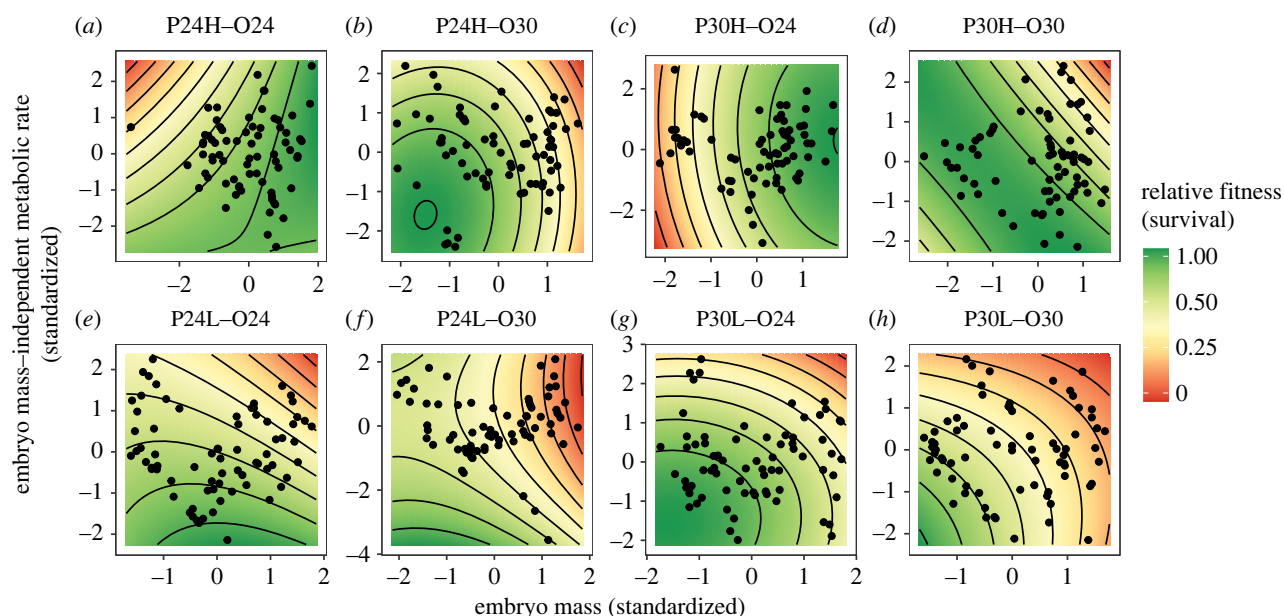 (a) P24H–O24 (b) P24H–O30 (c) P30H–O24 (d) P30H–O30
2 1 0 –1 –2
–2 0 2
2 1 0 –1 –2
–2 –1 0 1
2 0 –2
–2 –1 0 1
2 1 0 –1 –2
–2 –1 0 1
embryo mass–independent metabolic rate
(standardized)
relative fitness
(survival)
1.00
0.50
0.25
0
(e) P24L–O24 (f) P24L–O30 (g) P30L–O24 (h) P30L–O30
2 1 0 –1 –2
–1 0 1 2
4 2 0 –2 –4
–2 –1 0 1
3 2 1 0 –1 –2
–2 –1 0 1 2
2 1 0 –1 –2
–1 0 1
embryo mass (standardized)